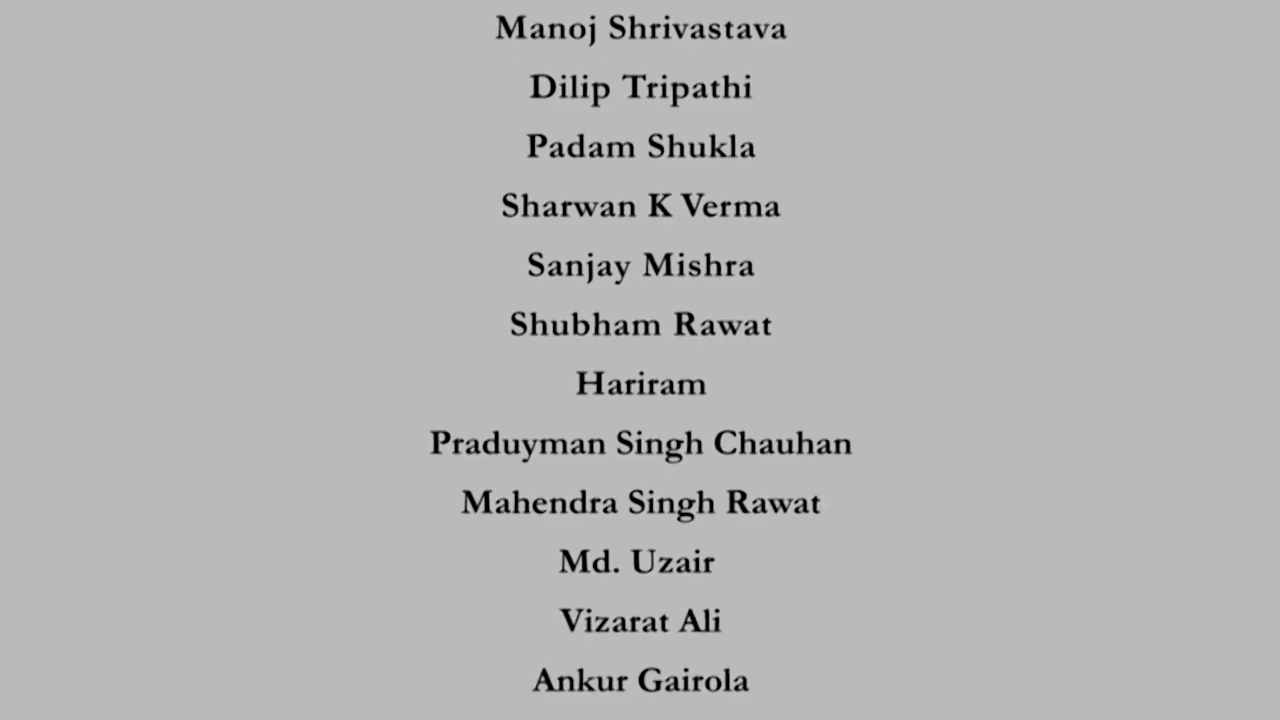 Manoj Shrivastava
Dilip Tripathi
Padam Shukla
Sharwan K Verma
Sanjay Mishra
Shubham Rawat
Hariram
Praduyman Singh Chauhan
Mahendra Singh Rawat
Md. Uzair
Vizarat Ali
Ankur Gairola